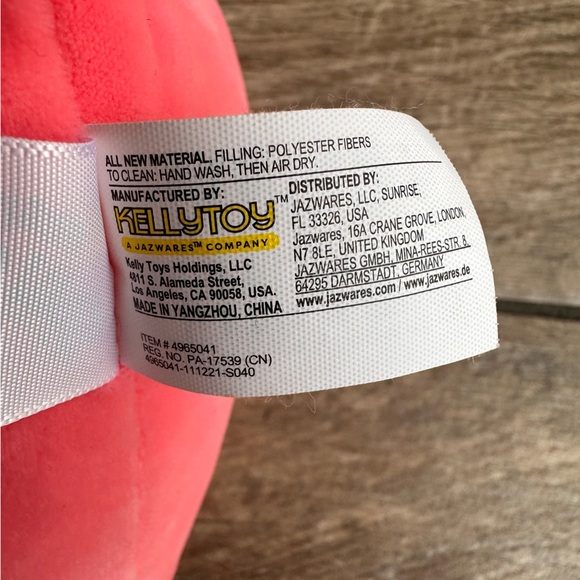 ALL NEW MATERIAL, FILLING: POLYESTER FIBERS
TO CLEAN: HAND WASH, THEN AIR DRY.
MANUFACTURED BY:
KELLYTOY™
A JAZWARES™ COMPANY
Kelly Toys Holdings, LLC
4811 S. Alameda Street,
Los Angeles, CA 90058, USA.
MADE IN YANGZHOU, CHINA
DISTRIBUTED BY:
JAZWARES, LLC, SUNRISE,
FL 33326, USA
Jazwares, 16A CRANE GROVE, LONDON,
N7 8LE, UNITED KINGDOM
JAZWARES GMBH, MINA-REES-STR. 8,
64295 DARMSTADT, GERMANY
www.jazwares.com / www.jazwares.de
ITEM # 4965041
REG. NO. PA-17539 (CN)
4965041-111221-S040